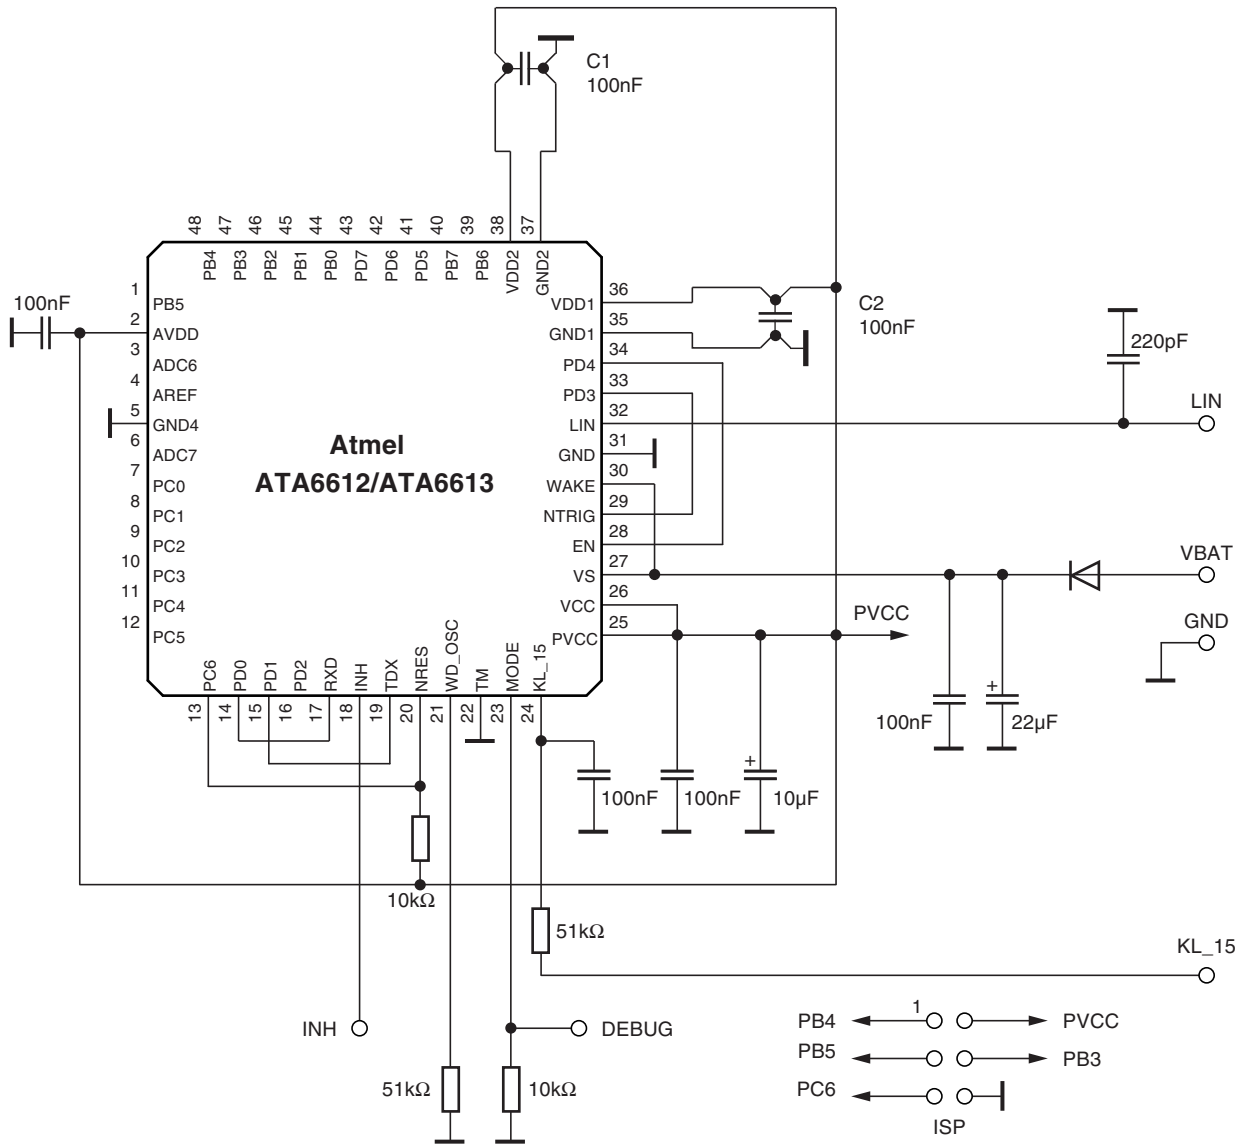 C1
100nF
48
47
46
45
44
43
42
41
40
39
38
37
PB4
PB3
PB2
PB1
PB0
PD7
PD6
PD5
PB7
PB6
VDD2
GND2
100nF
1
PB5
2
AVDD
3
ADC6
4
AREF
5
GND4
6
ADC7
7
PC0
8
PC1
9
PC2
10
PC3
11
PC4
12
PC5
Atmel
ATA6612/ATA6613
36
VDD1
35
GND1
34
PD4
33
PD3
32
LIN
31
GND
30
WAKE
29
NTRIG
28
EN
27
VS
26
VCC
25
PVCC
C2
100nF
220pF
LIN
VBAT
GND
PVCC
PC6
PD0
PD1
PD2
RXD
INH
TDX
NRES
WD_OSC
TM
MODE
KL_15
13
14
15
16
17
18
19
20
21
22
23
24
100nF
+
22µF
100nF
100nF
+
10µF
10kΩ
51kΩ
KL_15
INH
DEBUG
51kΩ
10kΩ
PB4
1
PVCC
PB5
PB3
PC6
ISP